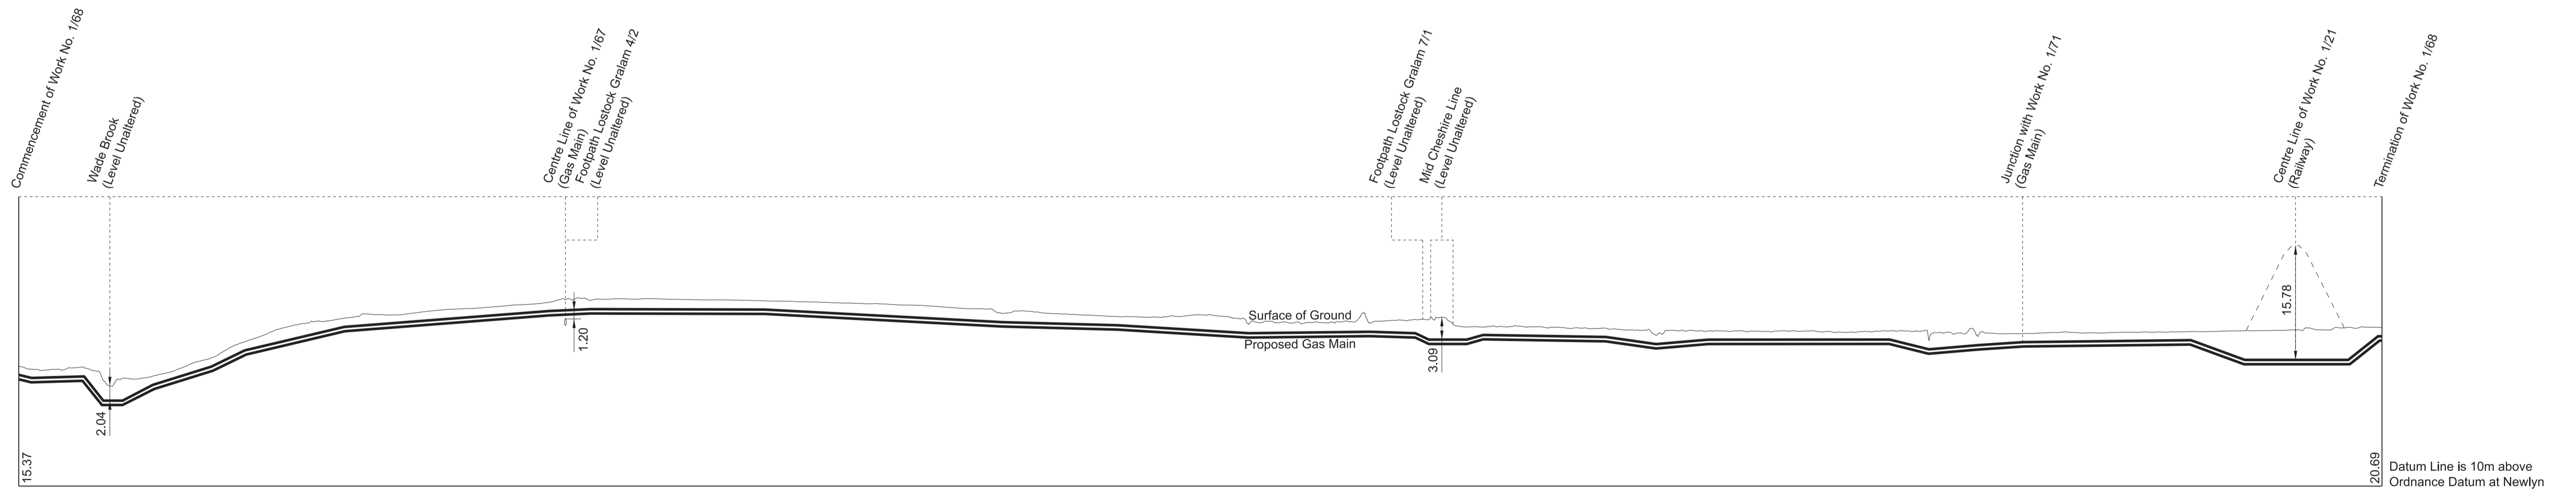 Commencement of Work No. 1/68
Wade Brook
(Level Unaltered)
Centre Line of Work No. 1/67
(Gas Main)
Footpath Lostock Gralam 4/2
(Level Unaltered)
Footpath Lostock Gralam 7/1
(Level Unaltered)
Mid Cheshire Line
(Level Unaltered)
Junction with Work No. 1/71
(Gas Main)
Centre Line of Work No. 1/21
(Railway)
Termination of Work No. 1/68
15.78
Surface of Ground
1.20
Proposed Gas Main
3.09
2.04
15.37
20.69
Datum Line is 10m above
Ordnance Datum at Newlyn